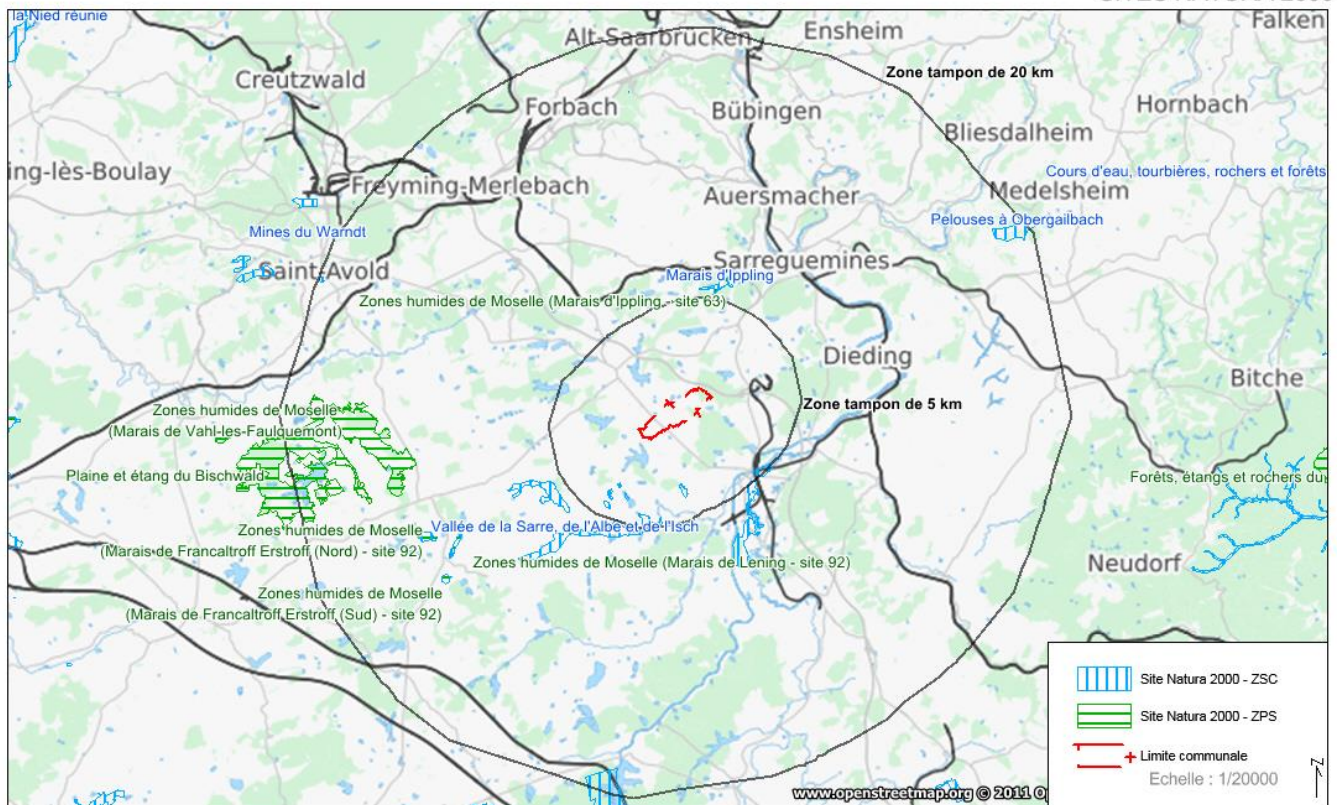 la Nied réunie
Alt-Saarbrücken
Ensheim
Falken
Creutzwald
Zone tampon de 20 km
Forbach
Bübingen
Hornbach
Bliesdalheim
ing-lès-Boulay
Cours d'eau, tourbières, rochers et forêts
Freyming-Merlebach
Auersmacher
Medelsheim
Pelouses à Obergailbach
Mines du Warndt
Saint-Avold
Sarreguemines
Marais d'Ippling
Zones humides de Moselle (Marais d'Ippling - site 63)
Dieding
Bitche
Zones humides de Moselle
(Marais de Vahl-les-Faulquemont)
Zone tampon de 5 km
Plaine et étang du Bischwald
Forêts, étangs et rochers du
Zones humides de Moselle
(Marais de Francaltroff Erstroff (Nord) - site 92)
Vallée de la Sarre, de l'Albe et de l'Isch
Zones humides de Moselle (Marais de Lening - site 92)
Neudorf
Zones humides de Moselle
(Marais de Francaltroff Erstroff (Sud) - site 92)
Site Natura 2000 - ZSC
Site Natura 2000 - ZPS
Limite communale
Echelle : 1/20000
N
www.openstreetmap.org © 2011 O